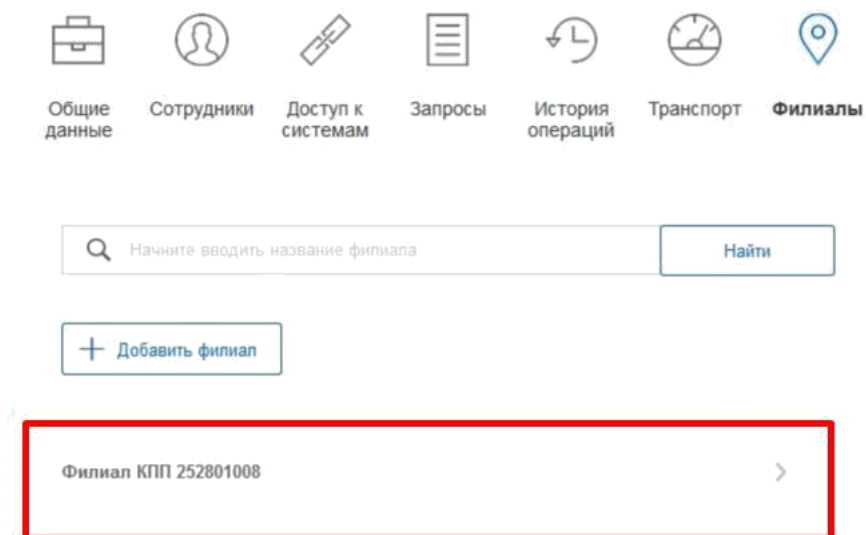 Общие данные
Сотрудники
Доступ к системам
Запросы
История операций
Транспорт
Филиалы
Начните вводить название филиала
Найти
Добавить филиал
Филиал КПП 252801008